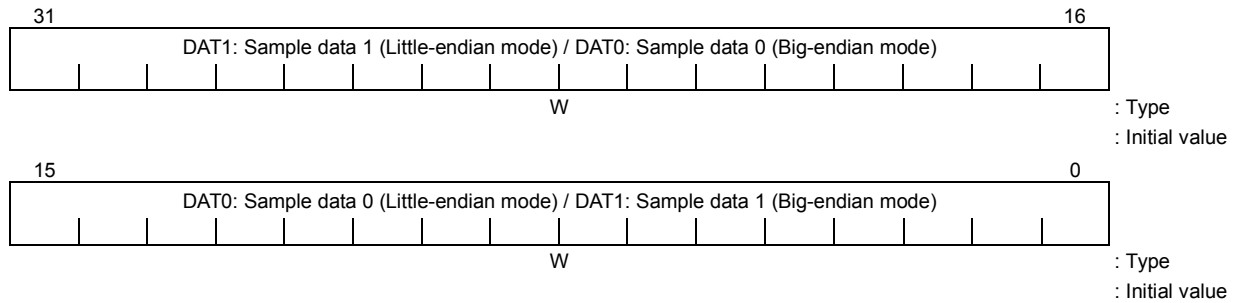 31 16
DAT1: Sample data 1 (Little-endian mode) / DAT0: Sample data 0 (Big-endian mode)
W : Type
: Initial value
15 0
DAT0: Sample data 0 (Little-endian mode) / DAT1: Sample data 1 (Big-endian mode)
W : Type
: Initial value